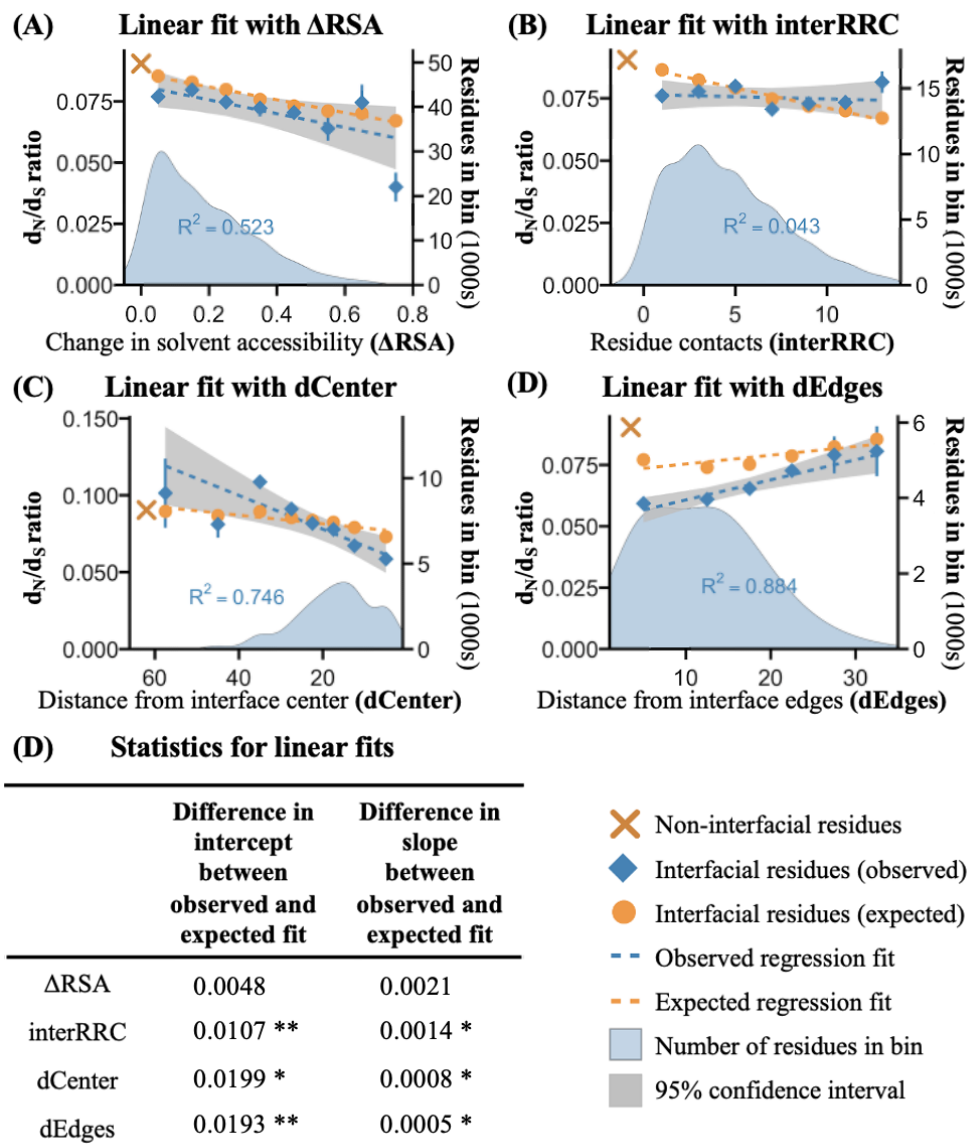 (A) Linear fit with ΔRSA
dN/dS ratio
0.075
0.050
0.025
0.000
50
40
30
20
10
0
Residues in bin (1000s)
R² = 0.523
0.0 0.2 0.4 0.6 0.8
Change in solvent accessibility (ΔRSA)
(B) Linear fit with interRRC
dN/dS ratio
0.075
0.050
0.025
0.000
15
10
5
0
Residues in bin (1000s)
R² = 0.043
0 5 10
Residue contacts (interRRC)
(C) Linear fit with dCenter
dN/dS ratio
0.150
0.100
0.050
0.000
10
5
0
Residues in bin (1000s)
R² = 0.746
60 40 20
Distance from interface center (dCenter)
(D) Linear fit with dEdges
dN/dS ratio
0.075
0.050
0.025
0.000
6
4
2
0
Residues in bin (1000s)
R² = 0.884
10 20 30
Distance from interface edges (dEdges)
(D) Statistics for linear fits
Difference in
intercept
between
observed and
expected fit
Difference in
slope
between
observed and
expected fit
ΔRSA 0.0048 0.0021
interRRC 0.0107 ** 0.0014 *
dCenter 0.0199 * 0.0008 *
dEdges 0.0193 ** 0.0005 *
Non-interfacial residues
Interfacial residues (observed)
Interfacial residues (expected)
Observed regression fit
Expected regression fit
Number of residues in bin
95% confidence interval